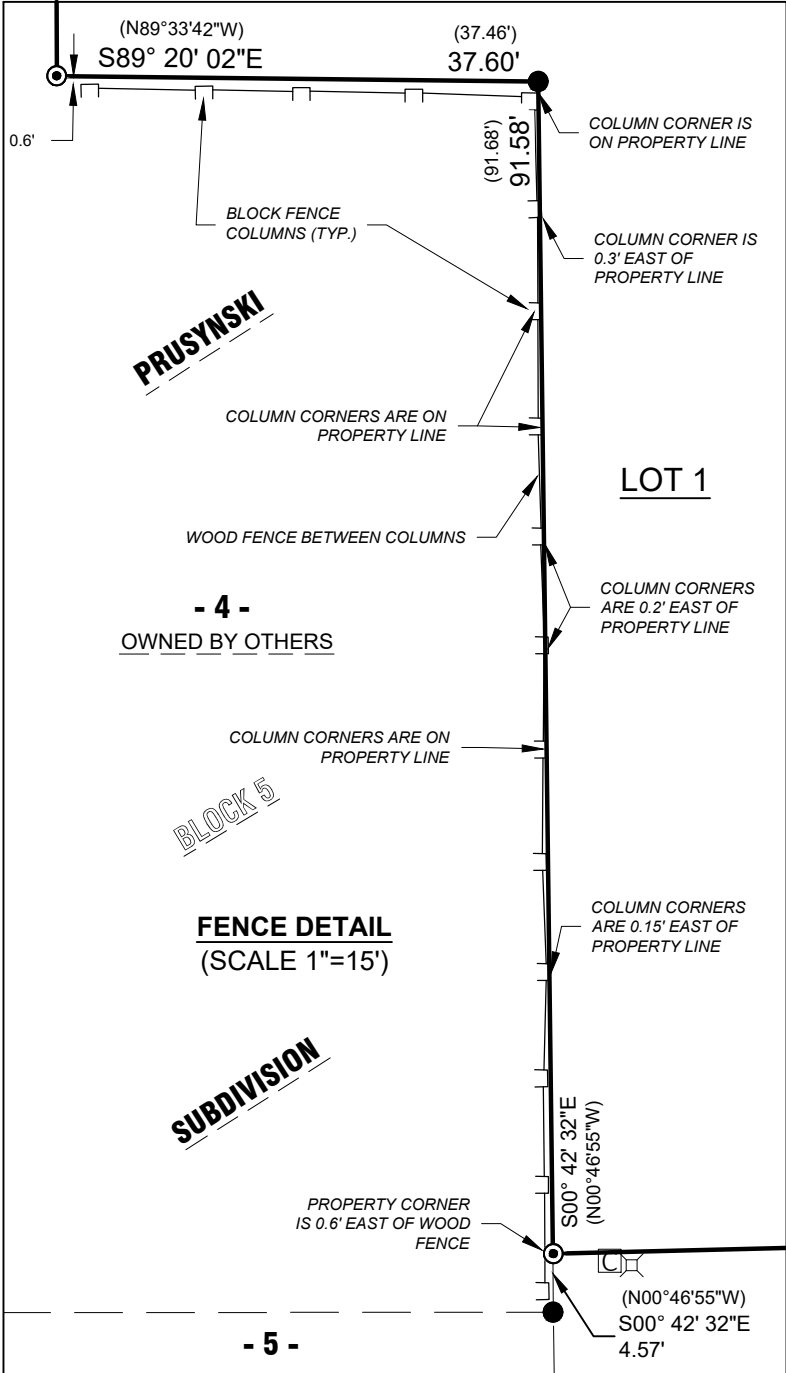 (N89°33'42"W)
S89° 20' 02"E
(37.46')
37.60'
0.6'
COLUMN CORNER IS
ON PROPERTY LINE
(91.68')
91.58'
BLOCK FENCE
COLUMNS (TYP.)
COLUMN CORNER IS
0.3' EAST OF
PROPERTY LINE
PRUSYNSKI
COLUMN CORNERS ARE ON
PROPERTY LINE
LOT 1
WOOD FENCE BETWEEN COLUMNS
COLUMN CORNERS
ARE 0.2' EAST OF
PROPERTY LINE
- 4 -
OWNED BY OTHERS
COLUMN CORNERS ARE ON
PROPERTY LINE
BLOCK 5
COLUMN CORNERS
ARE 0.15' EAST OF
PROPERTY LINE
FENCE DETAIL
(SCALE 1"=15')
SUBDIVISION
S00° 42' 32"E
(N00°46'55"W)
PROPERTY CORNER
IS 0.6' EAST OF WOOD
FENCE
C
(N00°46'55"W)
S00° 42' 32"E
4.57'
- 5 -